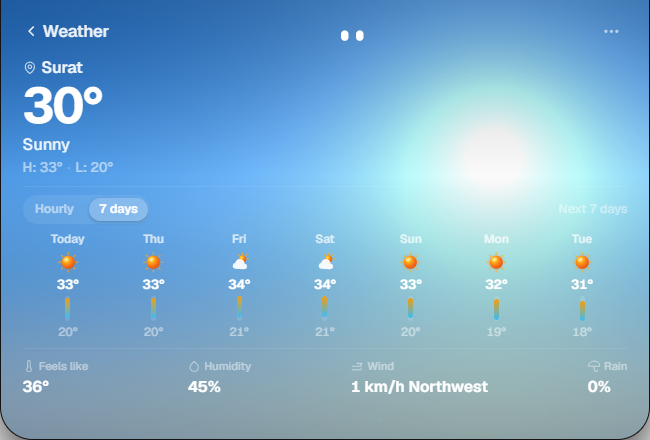 Weather
Surat
30°
Sunny
H: 33° · L: 20°
Hourly 7 days Next 7 days
Today Thu Fri Sat Sun Mon Tue
33° 33° 34° 34° 33° 32° 31°
20° 20° 21° 21° 20° 19° 18°
Feels like Humidity Wind Rain
36° 45% 1 km/h Northwest 0%